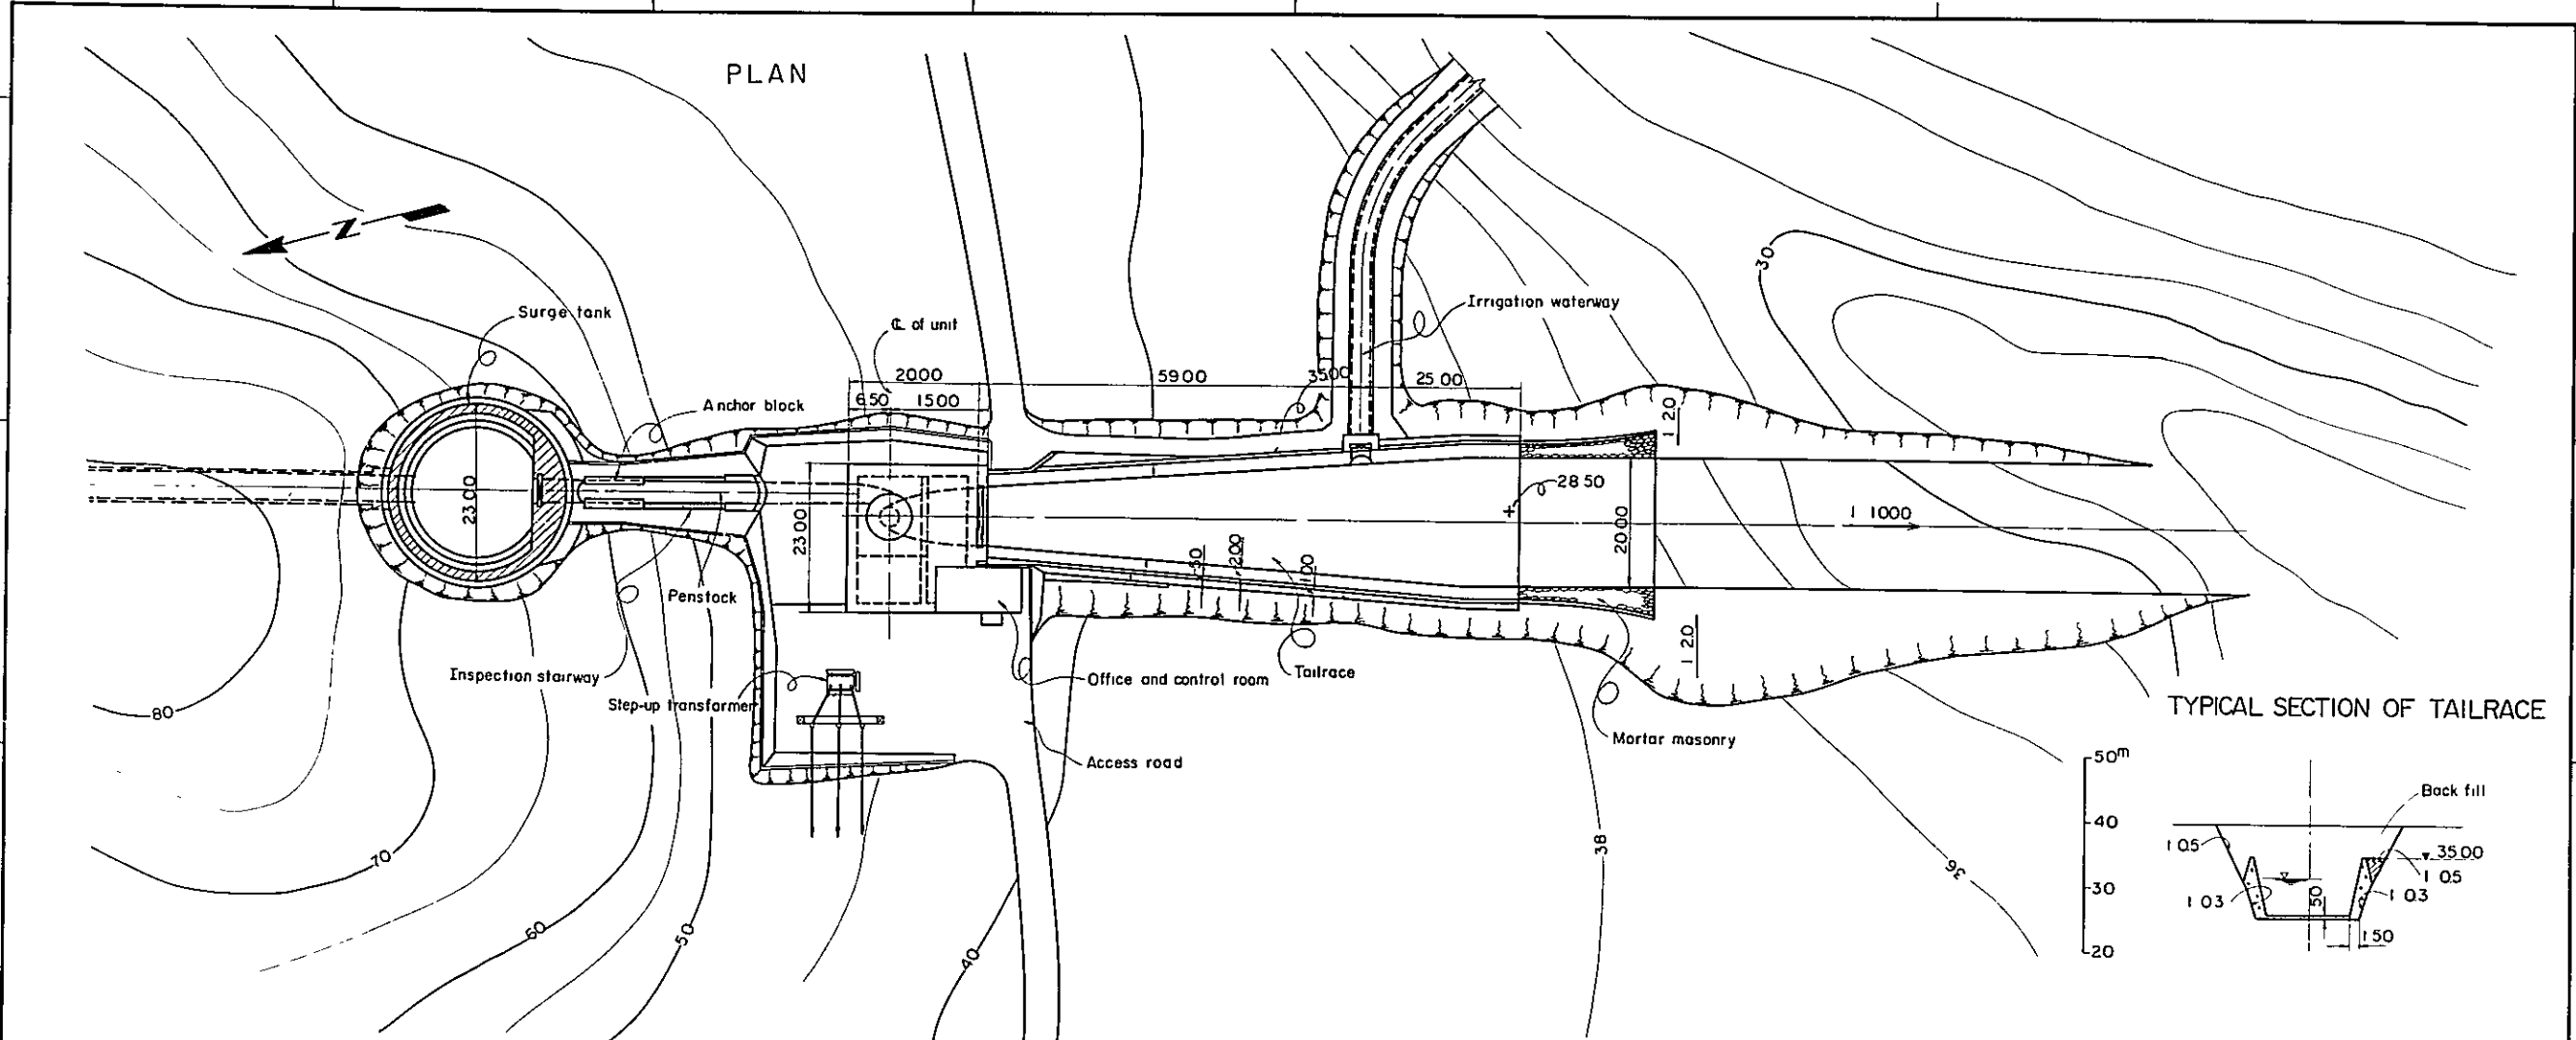 PLAN
N
Surge tank
℄ of unit
Irrigation waterway
30
2000
5900
3500
25 00
6 50
1500
Anchor block
1 2.0
23 00
23 00
28 50
20 00
1 1000
50
200
1 00
Penstock
Inspection stairway
Step-up transformer
Office and control room
Tailrace
1 2.0
Mortar masonry
Access road
80
70
60
50
40
38
36
TYPICAL SECTION OF TAILRACE
50m
40
30
20
Back fill
1 0.5
35 00
1 0.5
1 0.3
1 0.3
50
1 50